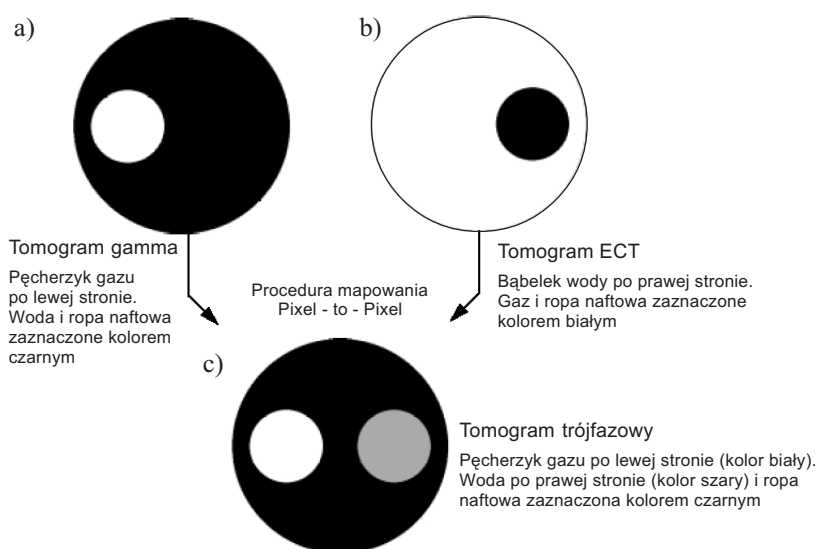 a)
b)
Tomogram gamma
Pęcherzyk gazu
po lewej stronie.
Woda i ropa naftowa
zaznaczone kolorem
czarnym
Tomogram ECT
Bąbelek wody po prawej stronie.
Gaz i ropa naftowa zaznaczone
kolorem białym
Procedura mapowania
Pixel - to - Pixel
c)
Tomogram trójfazowy
Pęcherzyk gazu po lewej stronie (kolor biały).
Woda po prawej stronie (kolor szary) i ropa
naftowa zaznaczona kolorem czarnym